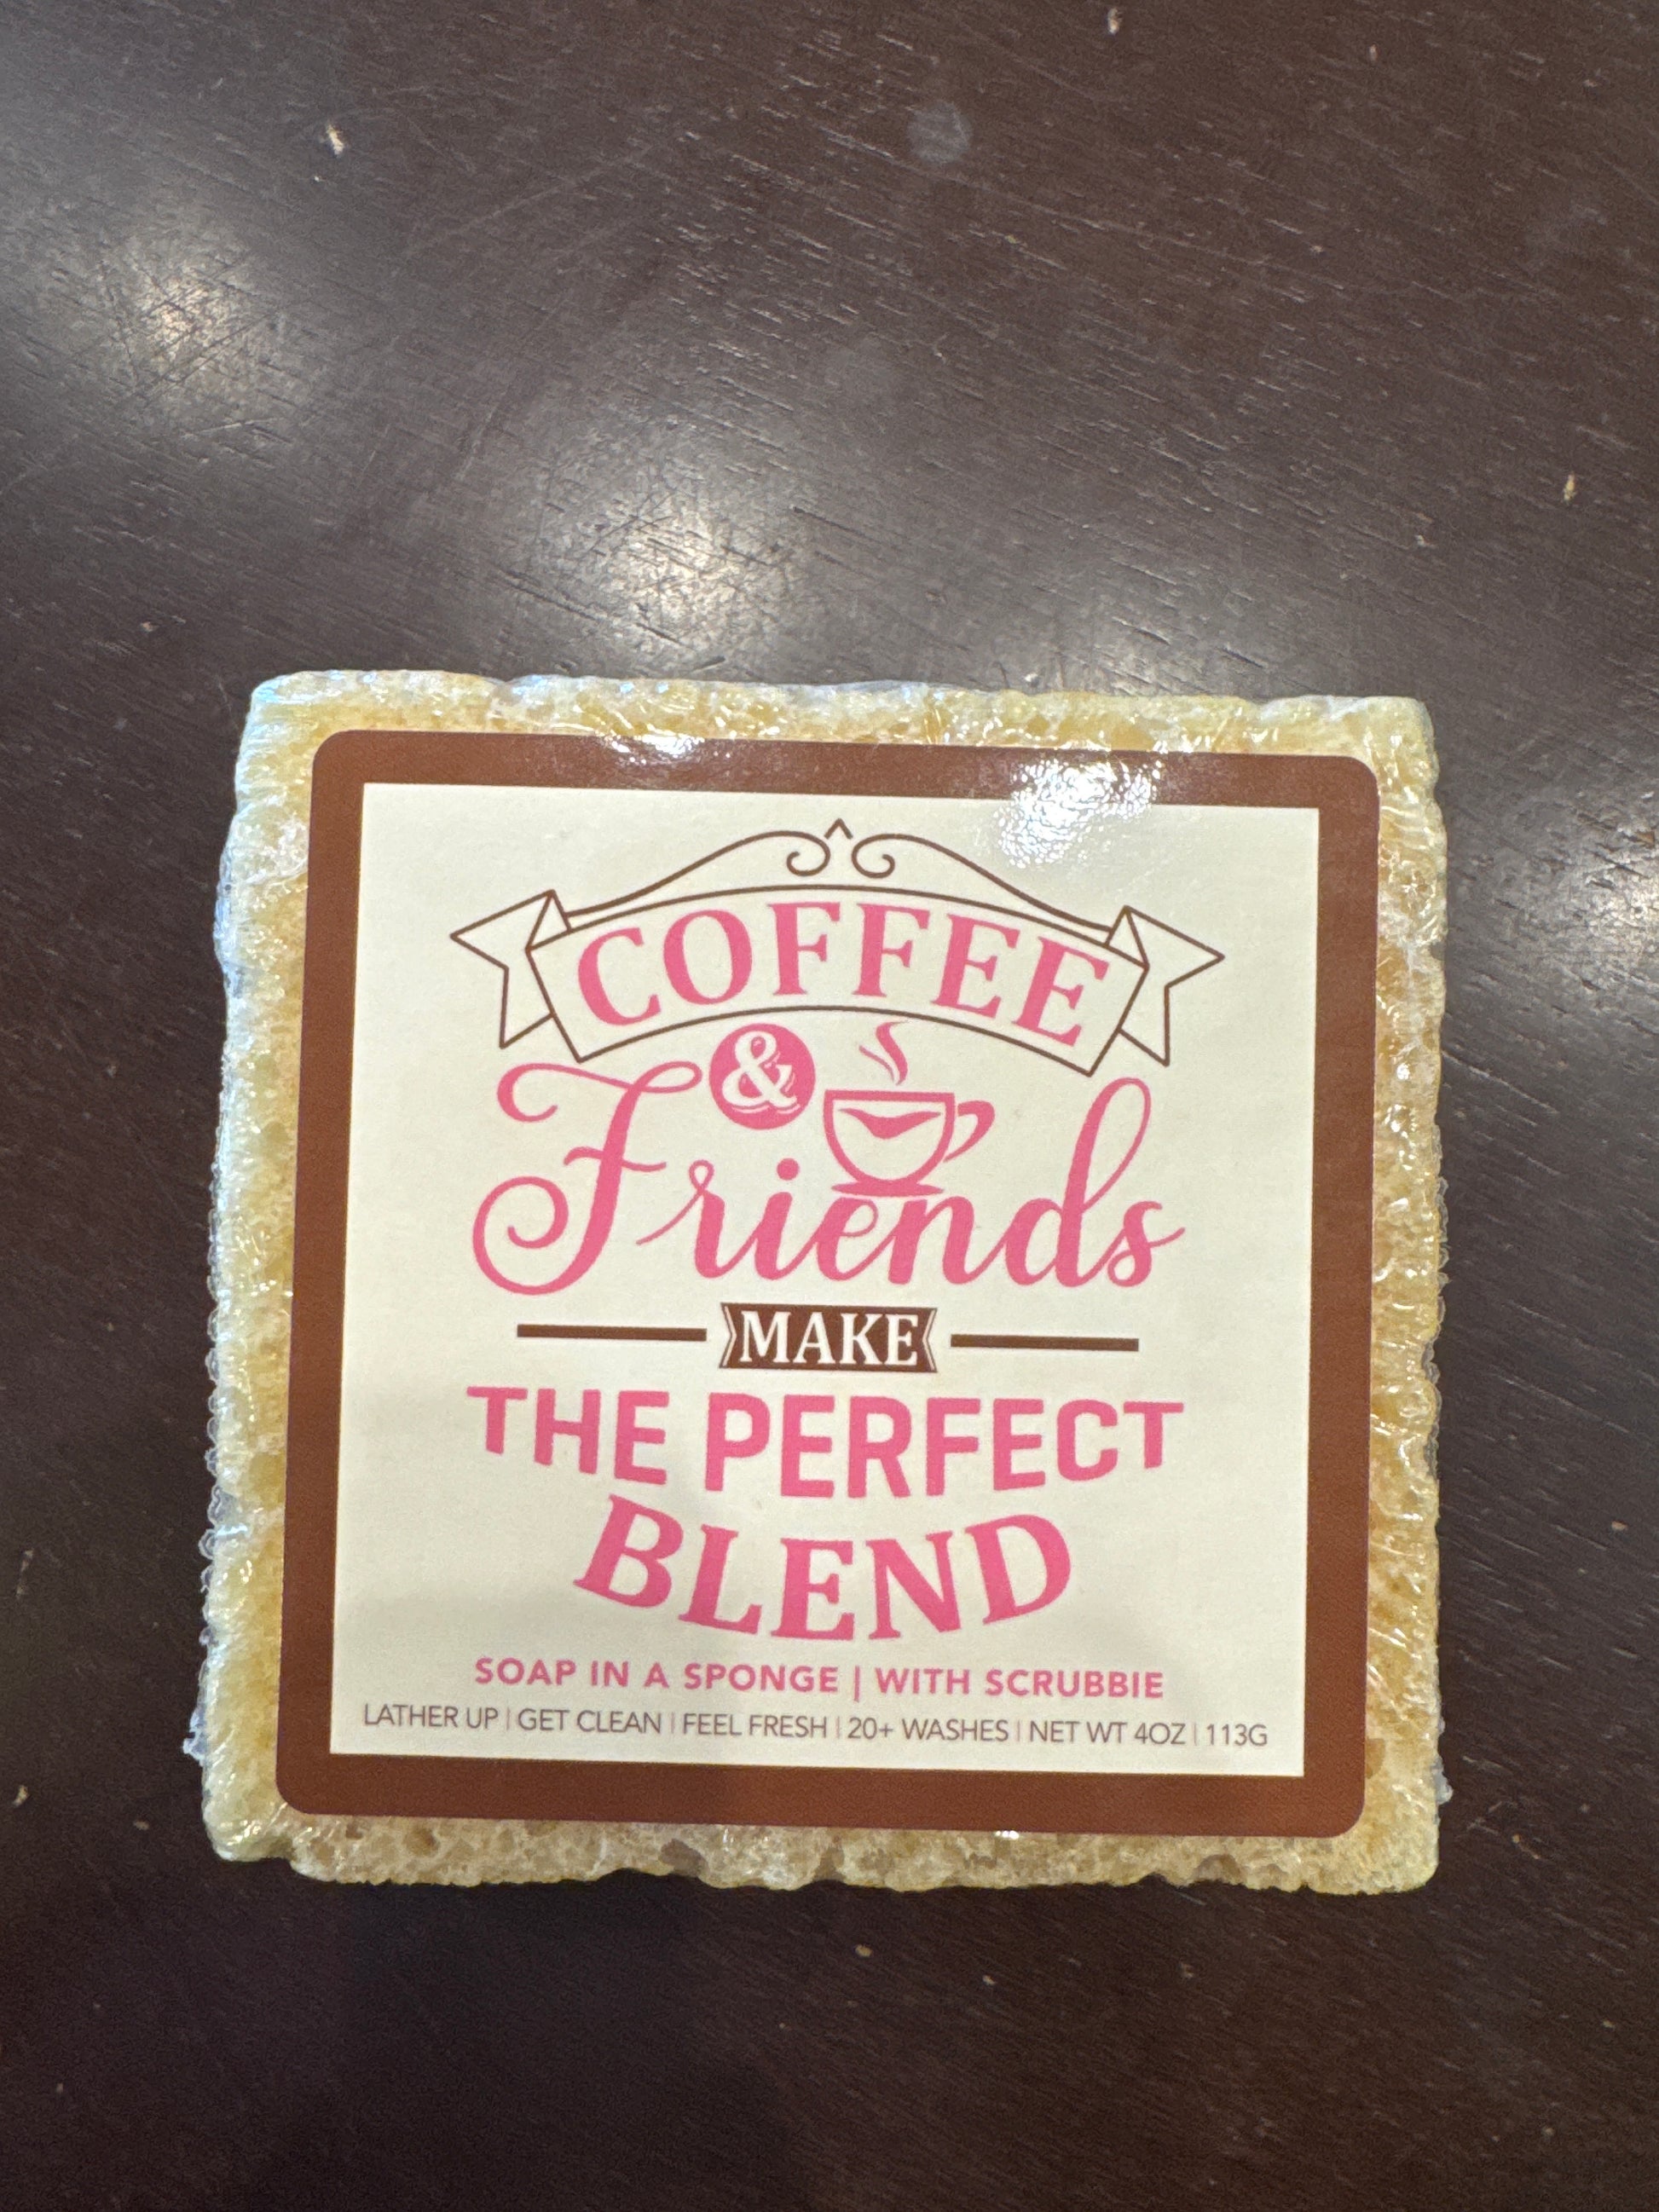 COFFEE
&
Friends
MAKE
THE PERFECT
BLEND
SOAP IN A SPONGE | WITH SCRUBBIE
LATHER UP | GET CLEAN | FEEL FRESH | 20+ WASHES | NET WT 4OZ | 113G